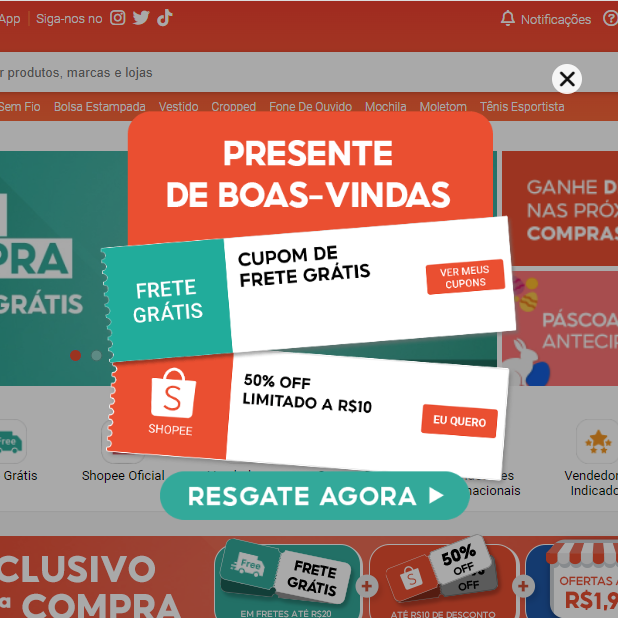 App | Siga-nos no
Notificações
r produtos, marcas e lojas
Sem Fio Bolsa Estampada Vestido Cropped Fone De Ouvido Mochila Moletom Tênis Esportista
PRESENTE
DE BOAS-VINDAS
PRA
GRÁTIS
GANHE D
NAS PRÓX
COMPRAS
CUPOM DE
FRETE GRÁTIS
VER MEUS
CUPONS
FRETE
GRÁTIS
PÁSCOA
ANTECIP
50% OFF
LIMITADO A R$10
EU QUERO
S
SHOPEE
Free
Grátis
Shopee Oficial
nacionais
Vendedor
Indicado
RESGATE AGORA
CLUSIVO
ª COMPRA
Free
FRETE
GRÁTIS
EM FRETES ATÉ R$20
+
50%
OFF
OFF
ATÉ R$10 DE DESCONTO
+
OFERTAS A
R$1,9